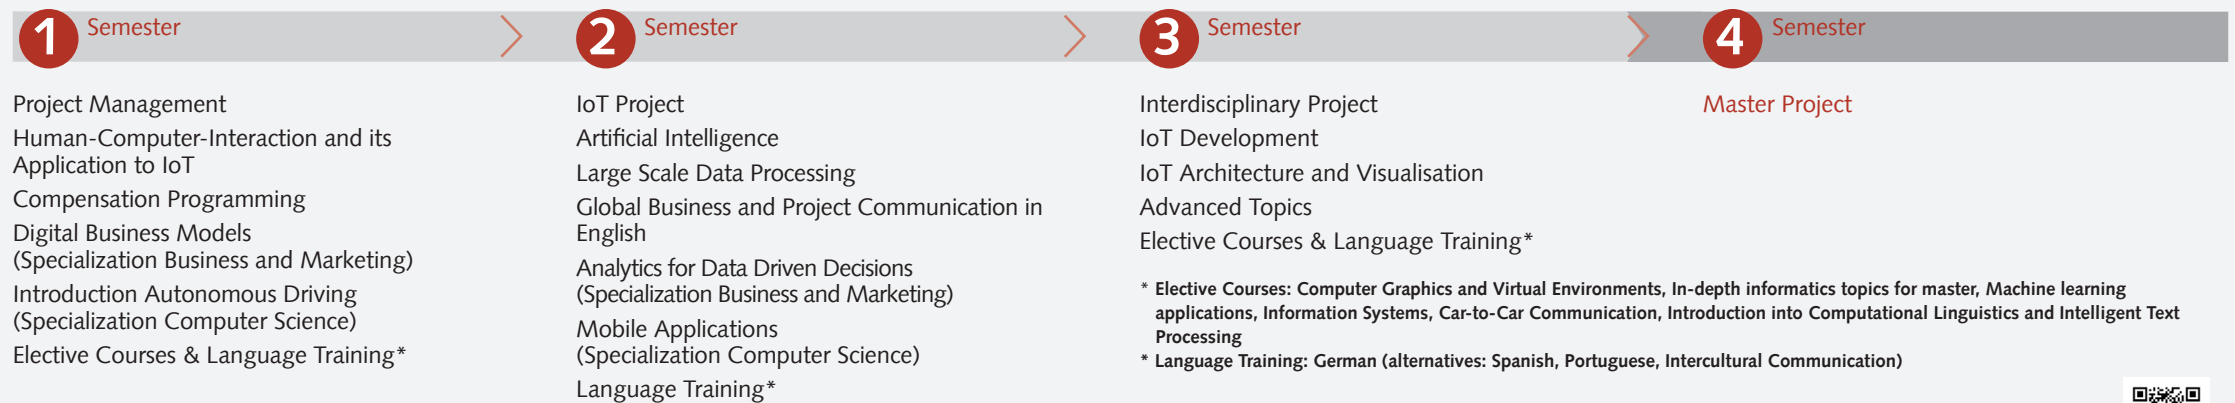 1 Semester
Project Management
Human-Computer-Interaction and its
Application to IoT
Compensation Programming
Digital Business Models
(Specialization Business and Marketing)
Introduction Autonomous Driving
(Specialization Computer Science)
Elective Courses & Language Training*
2 Semester
IoT Project
Artificial Intelligence
Large Scale Data Processing
Global Business and Project Communication in
English
Analytics for Data Driven Decisions
(Specialization Business and Marketing)
Mobile Applications
(Specialization Computer Science)
Language Training*
3 Semester
Interdisciplinary Project
IoT Development
IoT Architecture and Visualisation
Advanced Topics
Elective Courses & Language Training*
4 Semester
Master Project
* Elective Courses: Computer Graphics and Virtual Environments, In-depth informatics topics for master, Machine learning
applications, Information Systems, Car-to-Car Communication, Introduction into Computational Linguistics and Intelligent Text
Processing
* Language Training: German (alternatives: Spanish, Portuguese, Intercultural Communication)